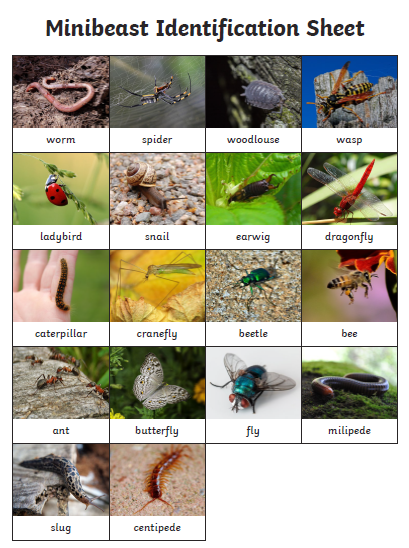 Minibeast Identification Sheet
worm spider woodlouse wasp
ladybird snail earwig dragonfly
caterpillar cranefly beetle bee
ant butterfly fly milipede
slug centipede